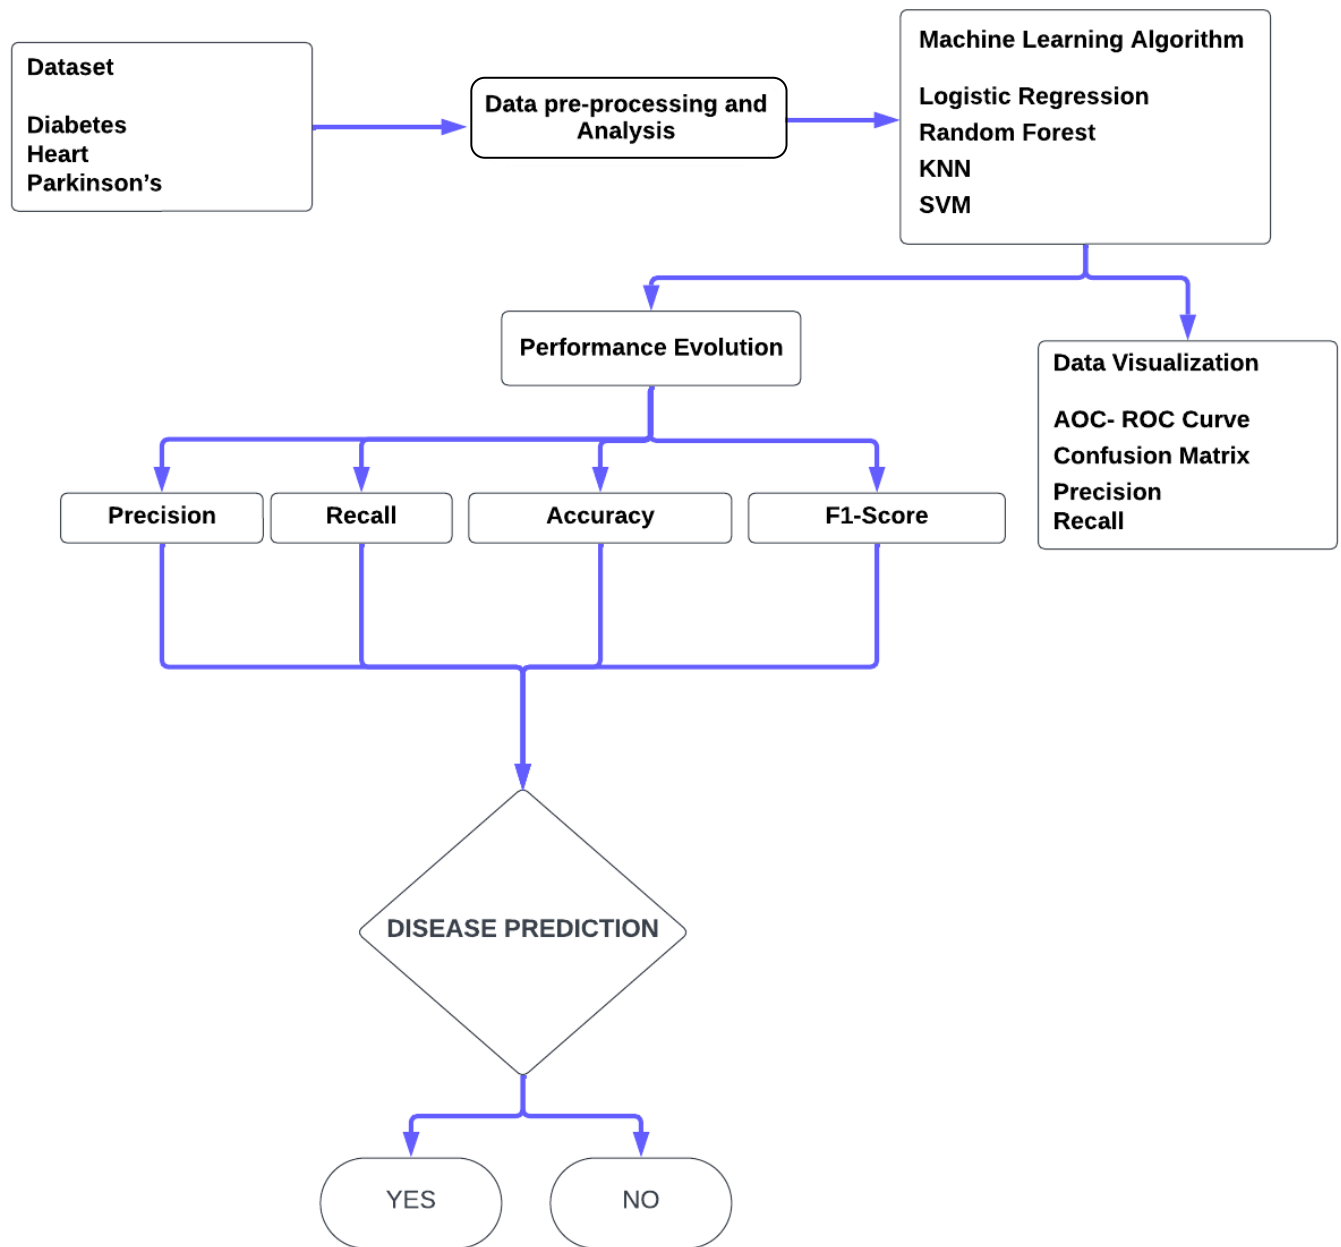 Dataset
Diabetes
Heart
Parkinson’s
Data pre-processing and
Analysis
Machine Learning Algorithm
Logistic Regression
Random Forest
KNN
SVM
Performance Evolution
Data Visualization
AOC- ROC Curve
Confusion Matrix
Precision
Recall
Precision
Recall
Accuracy
F1-Score
DISEASE PREDICTION
YES
NO